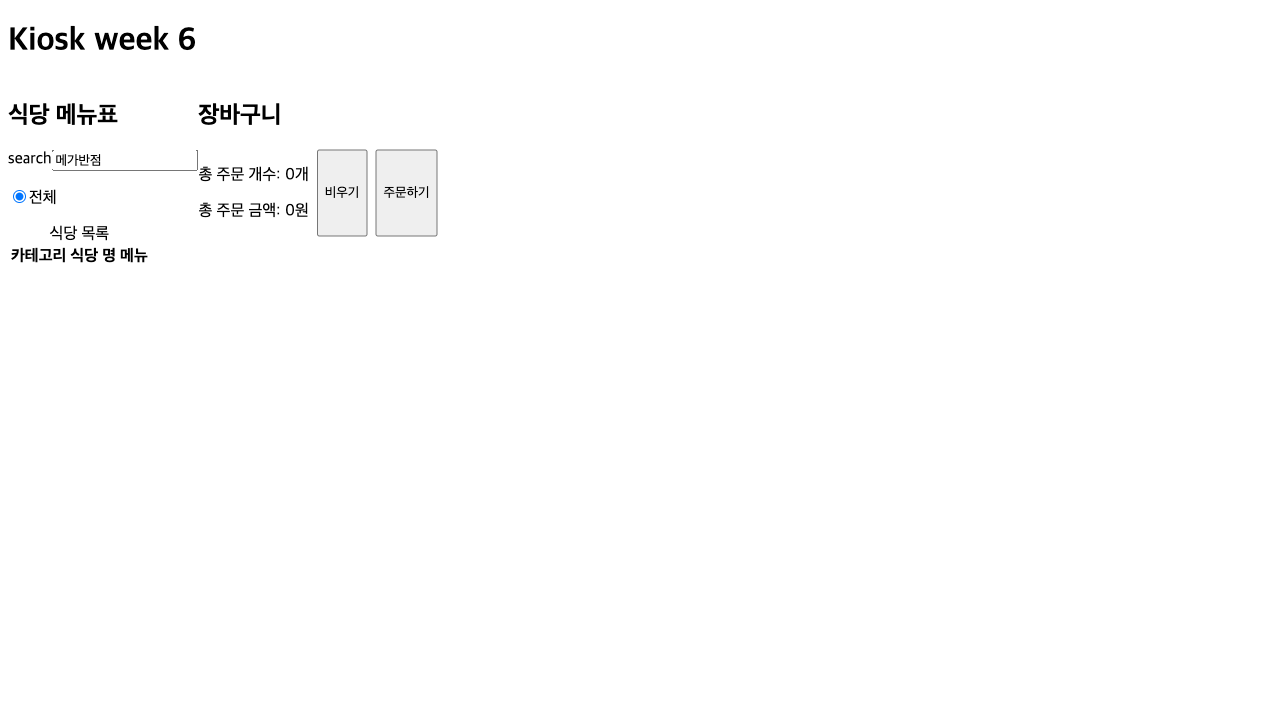 Kiosk week 6
식당 메뉴표
search 메가반점
전체
식당 목록
카테고리 식당 명 메뉴
장바구니
총 주문 개수: 0개
총 주문 금액: 0원
비우기
주문하기